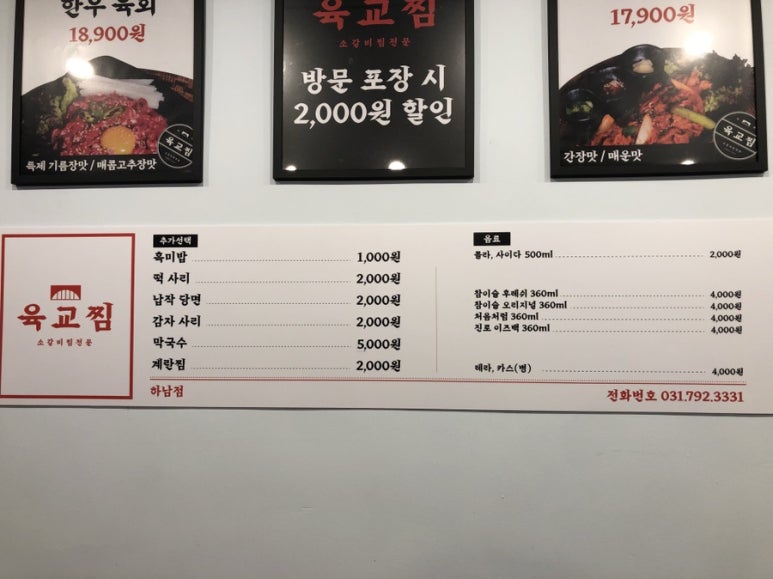 한우 육회
18,900원
특제 기름장맛 / 매콤고추장맛
육교찜
육교찜
소갈비찜전문
방문 포장 시
2,000원 할인
17,900원
간장맛 / 매운맛
육교찜
육교찜
소갈비찜전문
추가선택
흑미밥 1,000원
떡 사리 2,000원
납작 당면 2,000원
감자 사리 2,000원
막국수 5,000원
계란찜 2,000원
음료
콜라, 사이다 500ml 2,000원
참이슬 후레쉬 360ml 4,000원
참이슬 오리지널 360ml 4,000원
처음처럼 360ml 4,000원
진로 이즈백 360ml 4,000원
테라, 카스(병) 4,000원
하남점
전화번호 031.792.3331